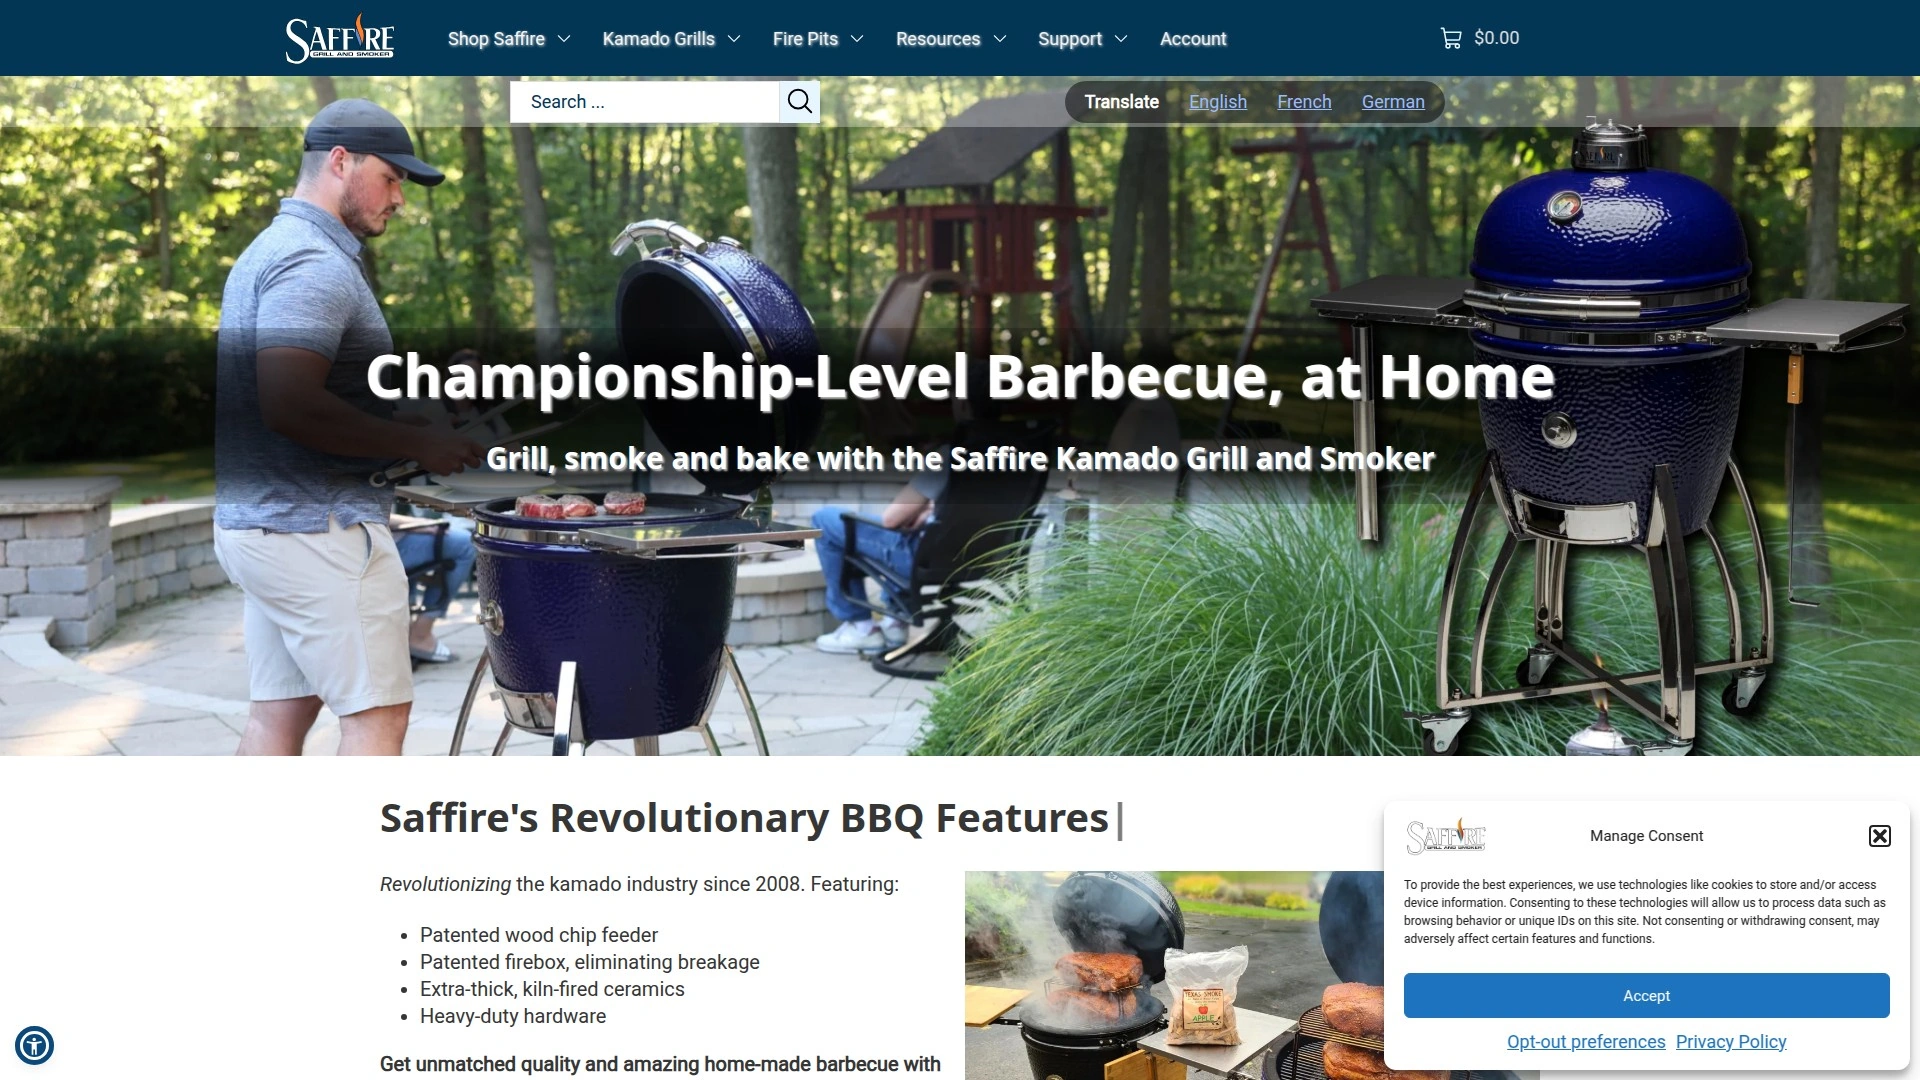 SAFFIRE
GRILL AND SMOKER
Shop Saffire
Kamado Grills
Fire Pits
Resources
Support
Account
$0.00
Search ...
Translate
English
French
German
Championship-Level Barbecue, at Home
Grill, smoke and bake with the Saffire Kamado Grill and Smoker
Saffire's Revolutionary BBQ Features|
Revolutionizing the kamado industry since 2008. Featuring:
Patented wood chip feeder
Patented firebox, eliminating breakage
Extra-thick, kiln-fired ceramics
Heavy-duty hardware
Get unmatched quality and amazing home-made barbecue with
TEXAS SMOKE
APPLE
SAFFIRE
GRILL AND SMOKER
Manage Consent
To provide the best experiences, we use technologies like cookies to store and/or access
device information. Consenting to these technologies will allow us to process data such as
browsing behavior or unique IDs on this site. Not consenting or withdrawing consent, may
adversely affect certain features and functions.
Accept
Opt-out preferences
Privacy Policy